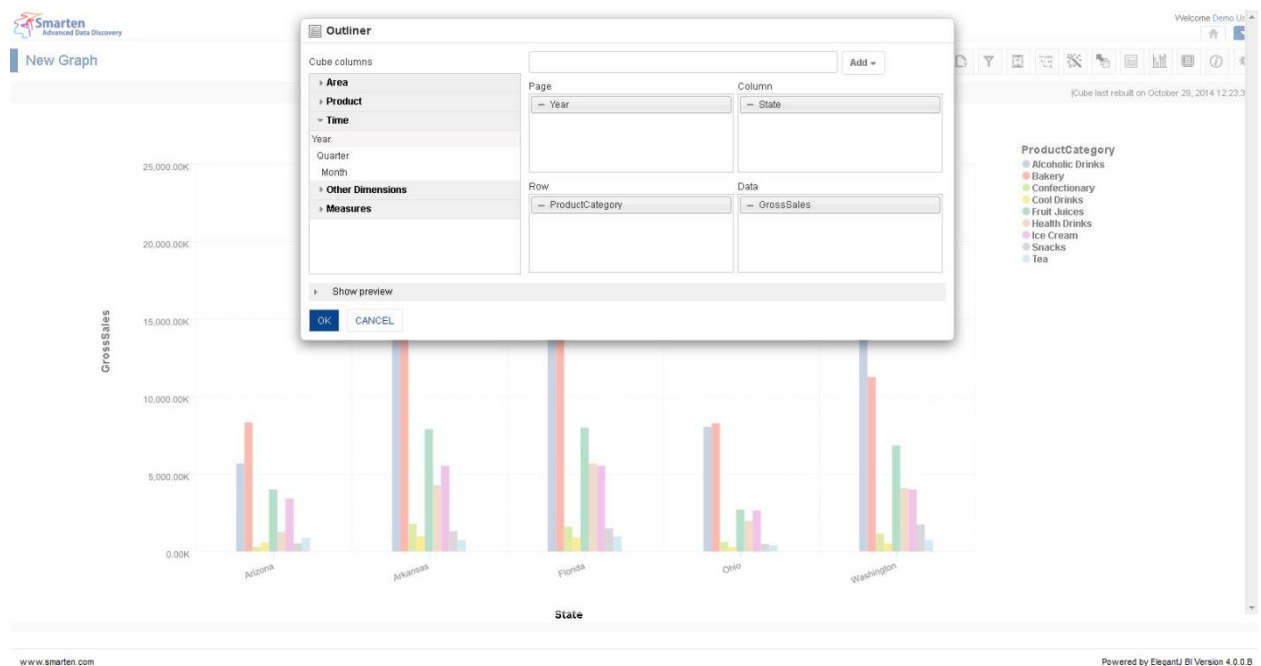 Smarten
Advanced Data Discovery
Welcome Demo
New Graph
Outliner
Cube columns
Add
Area
Product
Time
Year
Quarter
Month
Other Dimensions
Measures
Page
Column
Year
State
Row
Data
ProductCategory
GrossSales
Show preview
OK
CANCEL
|Cube last rebuilt on October 29, 2014 12:23:3
ProductCategory
Alcoholic Drinks
Bakery
Confectionary
Cool Drinks
Fruit Juices
Health Drinks
Ice Cream
Snacks
Tea
GrossSales
25,000.00K
20,000.00K
15,000.00K
10,000.00K
5,000.00K
0.00K
Arizona
Arkansas
Florida
Ohio
Washington
State
www.smarten.com
Powered by ElegantJ BI Version 4.0.0.B